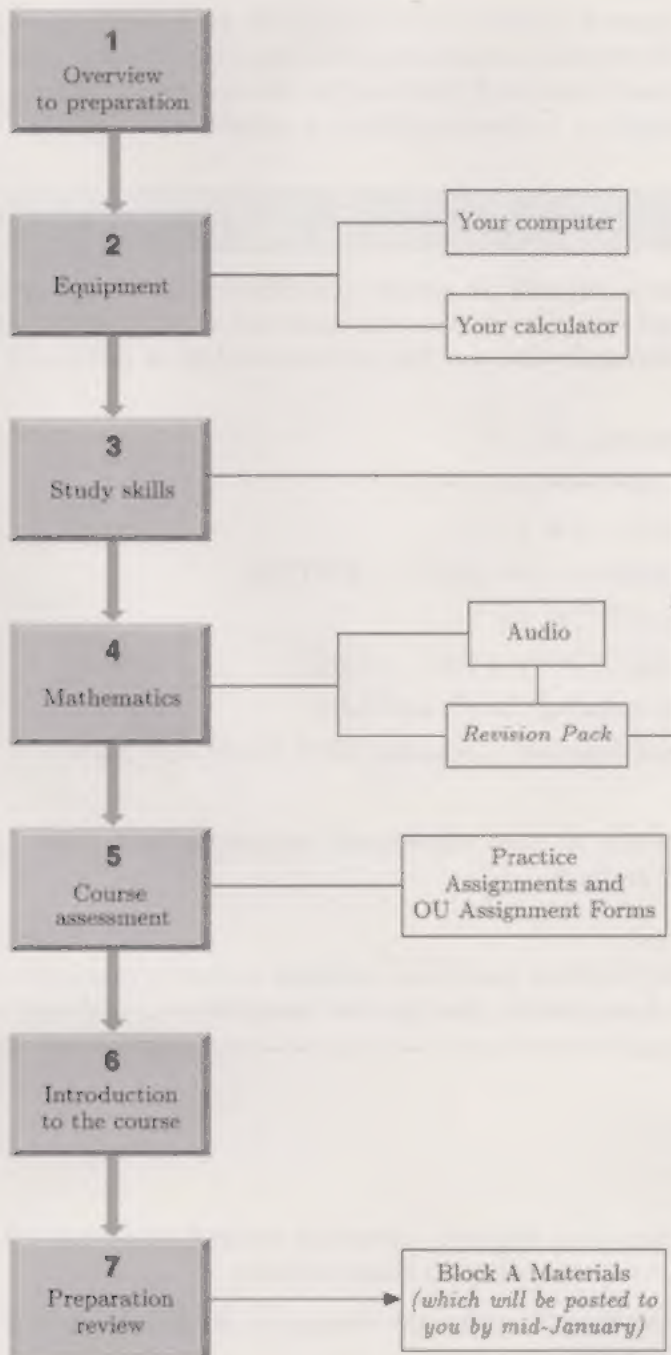 1
Overview
to preparation
2
Equipment
Your computer
Your calculator
3
Study skills
4
Mathematics
Audio
Revision Pack
5
Course
assessment
Practice
Assignments and
OU Assignment Forms
6
Introduction
to the course
7
Preparation
review
Block A Materials
(which will be posted to
you by mid-January)